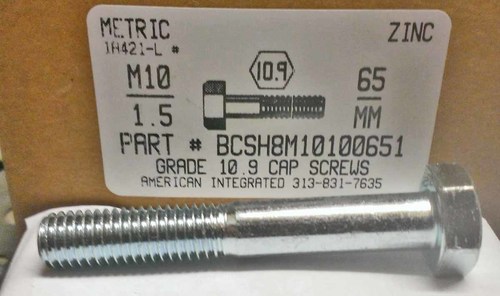 METRIC ZINC
1A421-L #
M10 10.9 65
1.5 MM
PART # BCSH8M10100651
GRADE 10.9 CAP SCREWS
AMERICAN INTEGRATED 313-831-7635